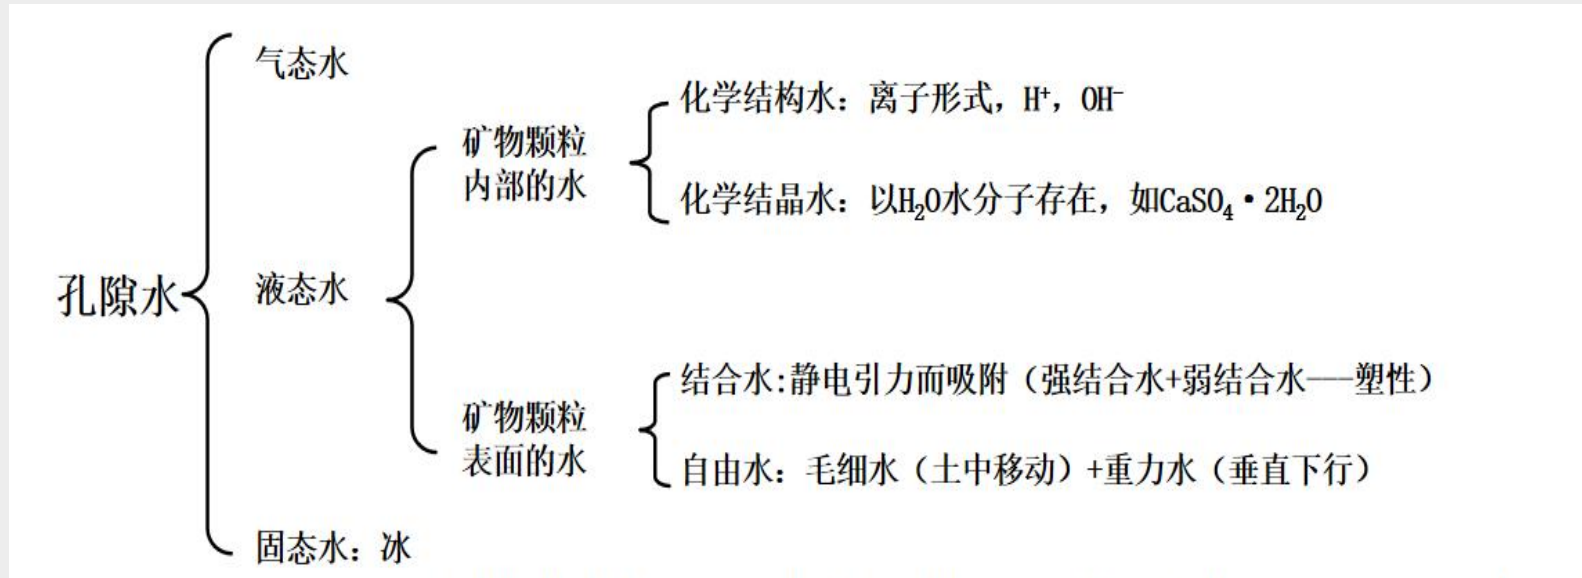 气态水
化学结构水：离子形式，H⁺，OH⁻
矿物颗粒
内部的水
化学结晶水：以H₂O水分子存在，如CaSO₄·2H₂O
孔隙水
液态水
结合水:静电引力而吸附（强结合水+弱结合水———塑性）
矿物颗粒
表面的水
自由水：毛细水（土中移动）+重力水（垂直下行）
固态水：冰